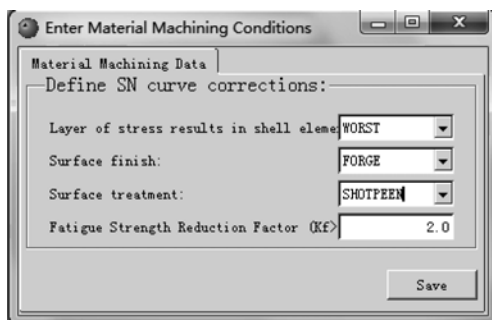 Enter Material Machining Conditions
Material Machining Data
Define SN curve corrections:
Layer of stress results in shell eleme WORST
Surface finish: FORGE
Surface treatment: SHOTPEEN
Fatigue Strength Reduction Factor (Kf> 2.0
Save